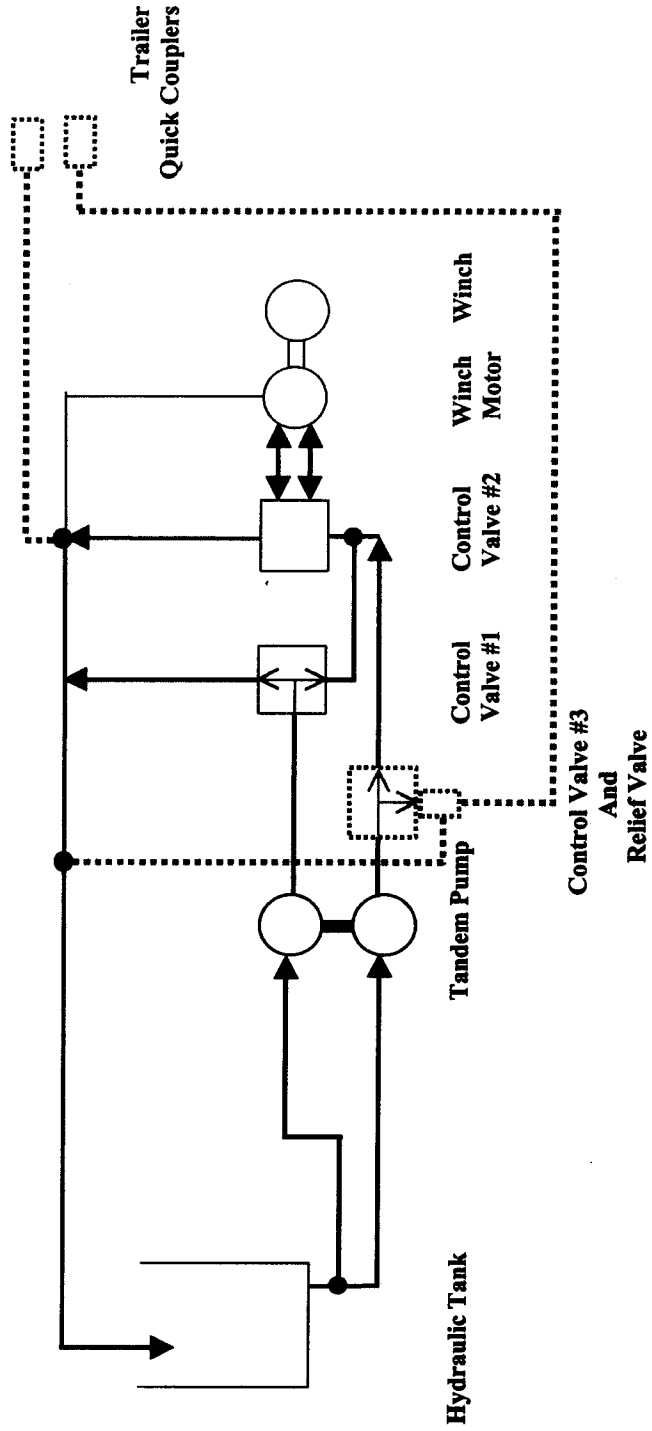 Trailer
Quick Couplers
Hydraulic Tank
Tandem Pump
Control
Valve #1
Control
Valve #2
Winch
Motor
Winch
Control Valve #3
And
Relief Valve